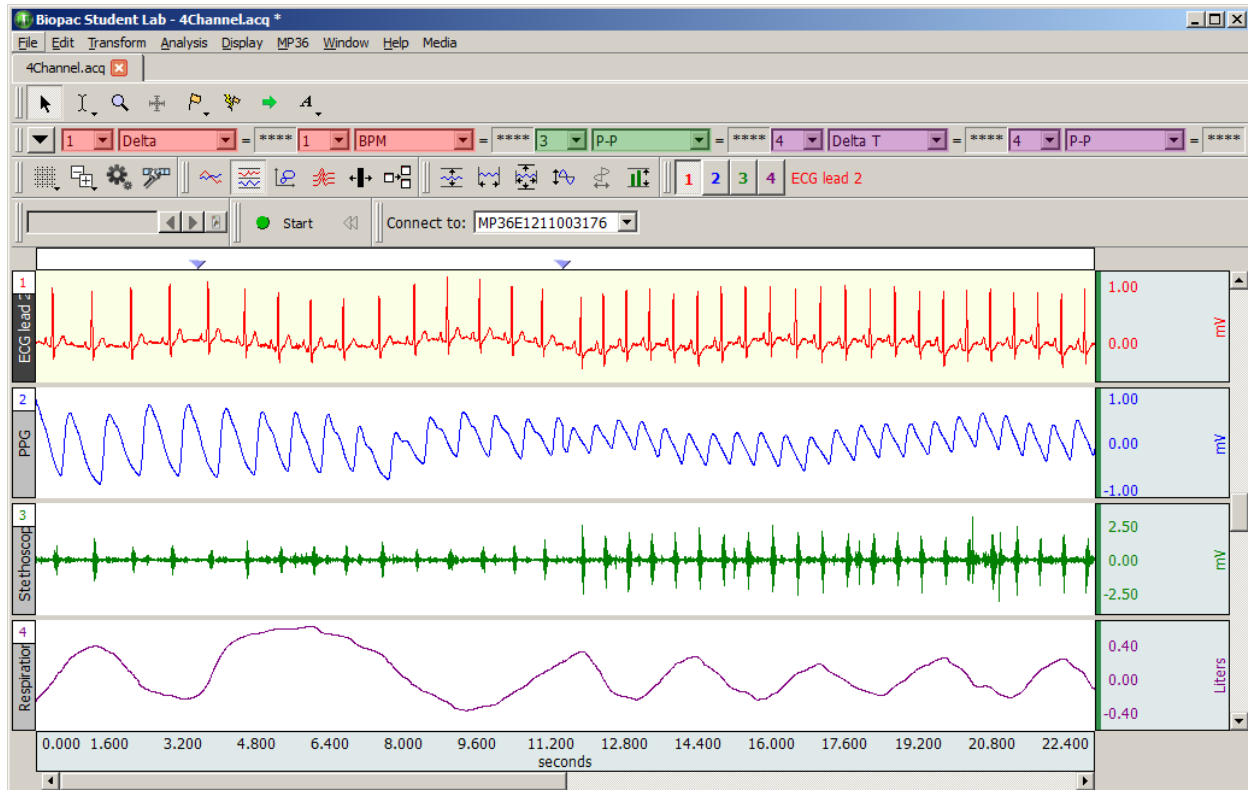 Biopac Student Lab - 4Channel.acq *
File Edit Transform Analysis Display MP36 Window Help Media
4Channel.acq
A
1 Delta = **** 1 BPM = **** 3 P-P = **** 4 Delta T = **** 4 P-P = ****
1 2 3 4 ECG lead 2
Start Connect to: MP36E1211003176
1
ECG lead 2
1.00
0.00
mV
2
PPG
1.00
0.00
-1.00
mV
3
Stethoscop
2.50
0.00
-2.50
mV
4
Respiration
0.40
0.00
-0.40
Liters
0.000 1.600 3.200 4.800 6.400 8.000 9.600 11.200 12.800 14.400 16.000 17.600 19.200 20.800 22.400
seconds